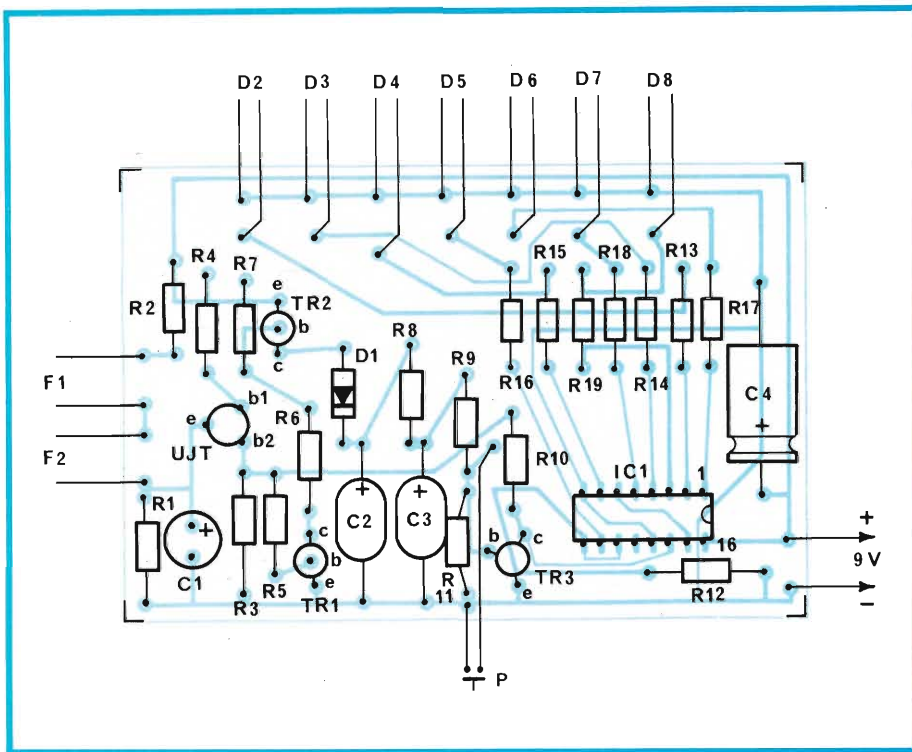 D2 D3 D4 D5 D6 D7 D8
R15 R18 R13
R4 R7
e
TR2
R2 b R17
R8
c D1
R9
F1 R16 R19 R14
b1 C4
R6
e
b2 +
UJT
F2 R10 IC1 1
R1 + + +
C2 C3
c b c 16 +
b
C1 R5 R 11 TR3 9 V
e
R3 TR1 e R12 -
P